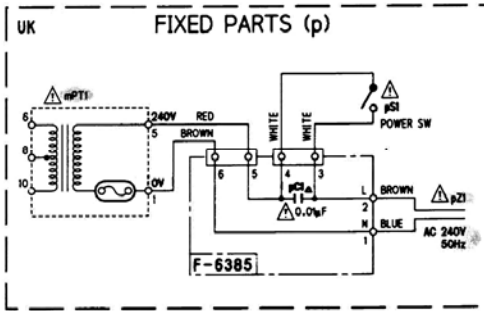 UK
FIXED PARTS (p)
mPT1
6
8
10
240V
5
RED
BROWN
0V
1
WHITE
WHITE
pS1
POWER SW
6
5
4
3
pC1
0.01µF
L
2
BROWN
N
1
BLUE
pZ1
AC 240V
50Hz
F-6385